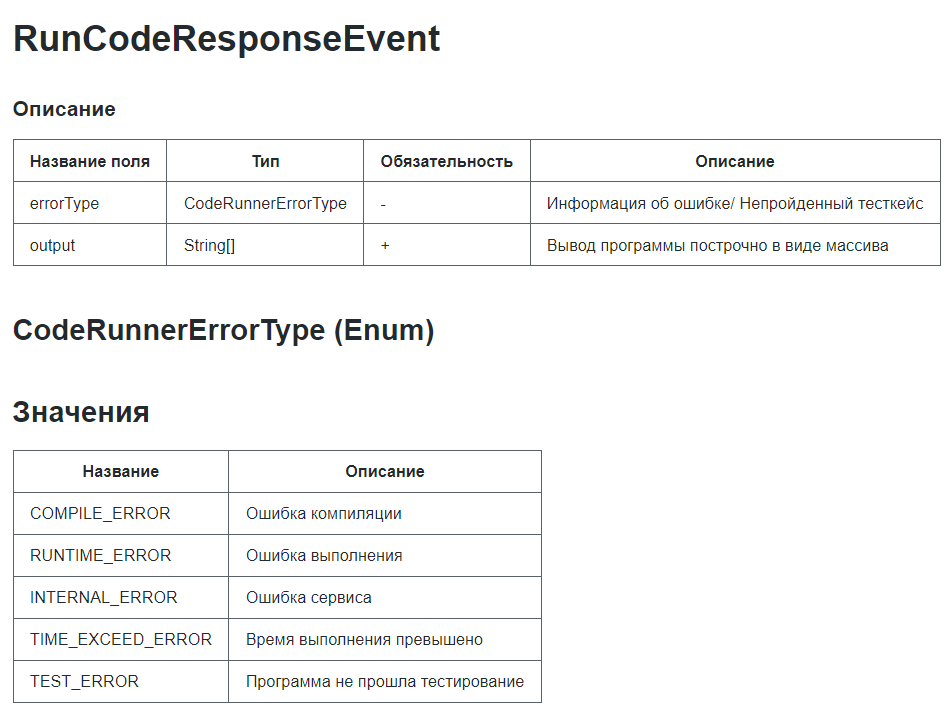 RunCodeResponseEvent
Описание
Название поля Тип Обязательность Описание
errorType CodeRunnerErrorType - Информация об ошибке/ Непройденный тесткейс
output String[] + Вывод программы построчно в виде массива
CodeRunnerErrorType (Enum)
Значения
Название Описание
COMPILE_ERROR Ошибка компиляции
RUNTIME_ERROR Ошибка выполнения
INTERNAL_ERROR Ошибка сервиса
TIME_EXCEED_ERROR Время выполнения превышено
TEST_ERROR Программа не прошла тестирование